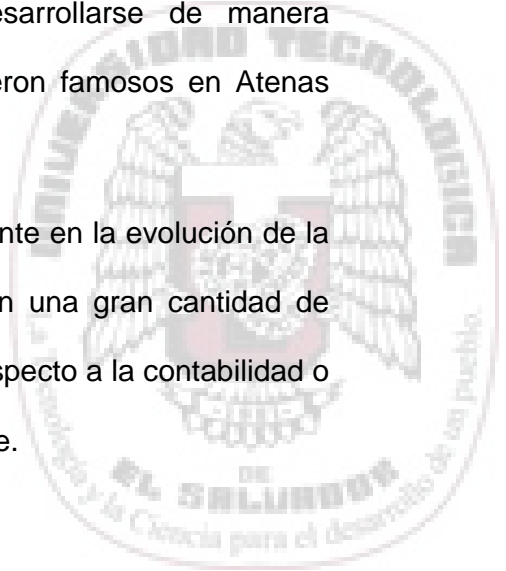 esarrollarse de manera
eron famosos en Atenas
nte en la evolución de la
n una gran cantidad de
specto a la contabilidad o
e.
UNIVERSIDAD TECNOLOGICA
DE
EL SALVADOR
la Ciencia para el desarrollo de un pueblo.